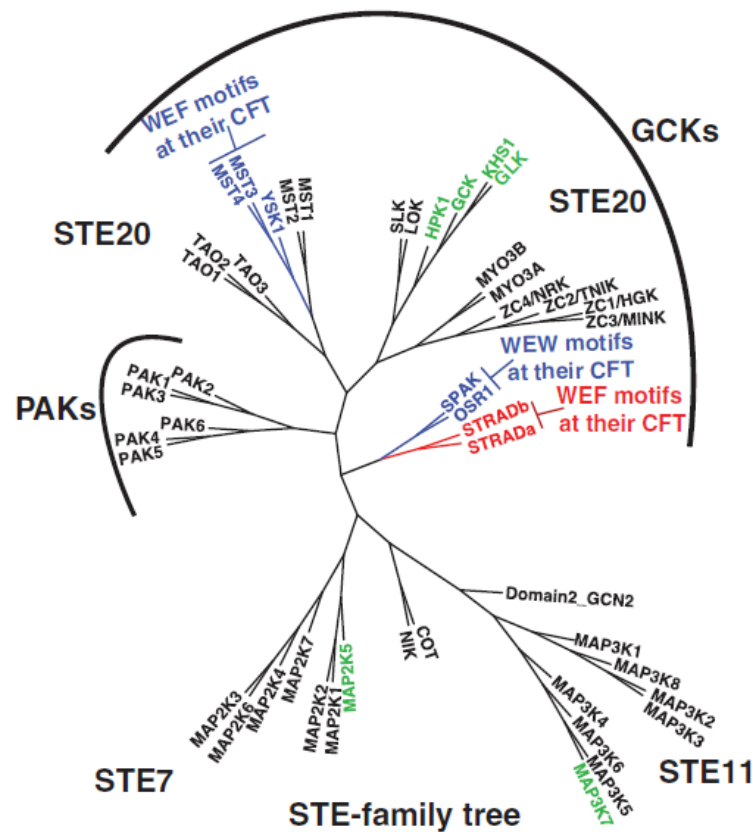 WEF motifs
at their CFT
GCKs
STE20
STE20
MST4
MST3
YSK1
MST2
MST1
SLK
LOK
HPK1
GCK
KHS1
GLK
TAO1
TAO2
TAO3
MYO3B
MYO3A
ZC4/NRK
ZC2/TNIK
ZC1/HGK
ZC3/MINK
WEW motifs
at their CFT
SPAK
OSR1
WEF motifs
at their CFT
STRADb
STRADa
PAKs
PAK1
PAK2
PAK3
PAK6
PAK4
PAK5
Domain2_GCN2
MAP3K1
MAP3K8
MAP3K2
MAP3K3
MAP3K4
MAP3K6
MAP3K5
MAP3K7
COT
NIK
MAP2K5
MAP2K1
MAP2K2
MAP2K7
MAP2K4
MAP2K6
MAP2K3
STE7
STE11
STE-family tree